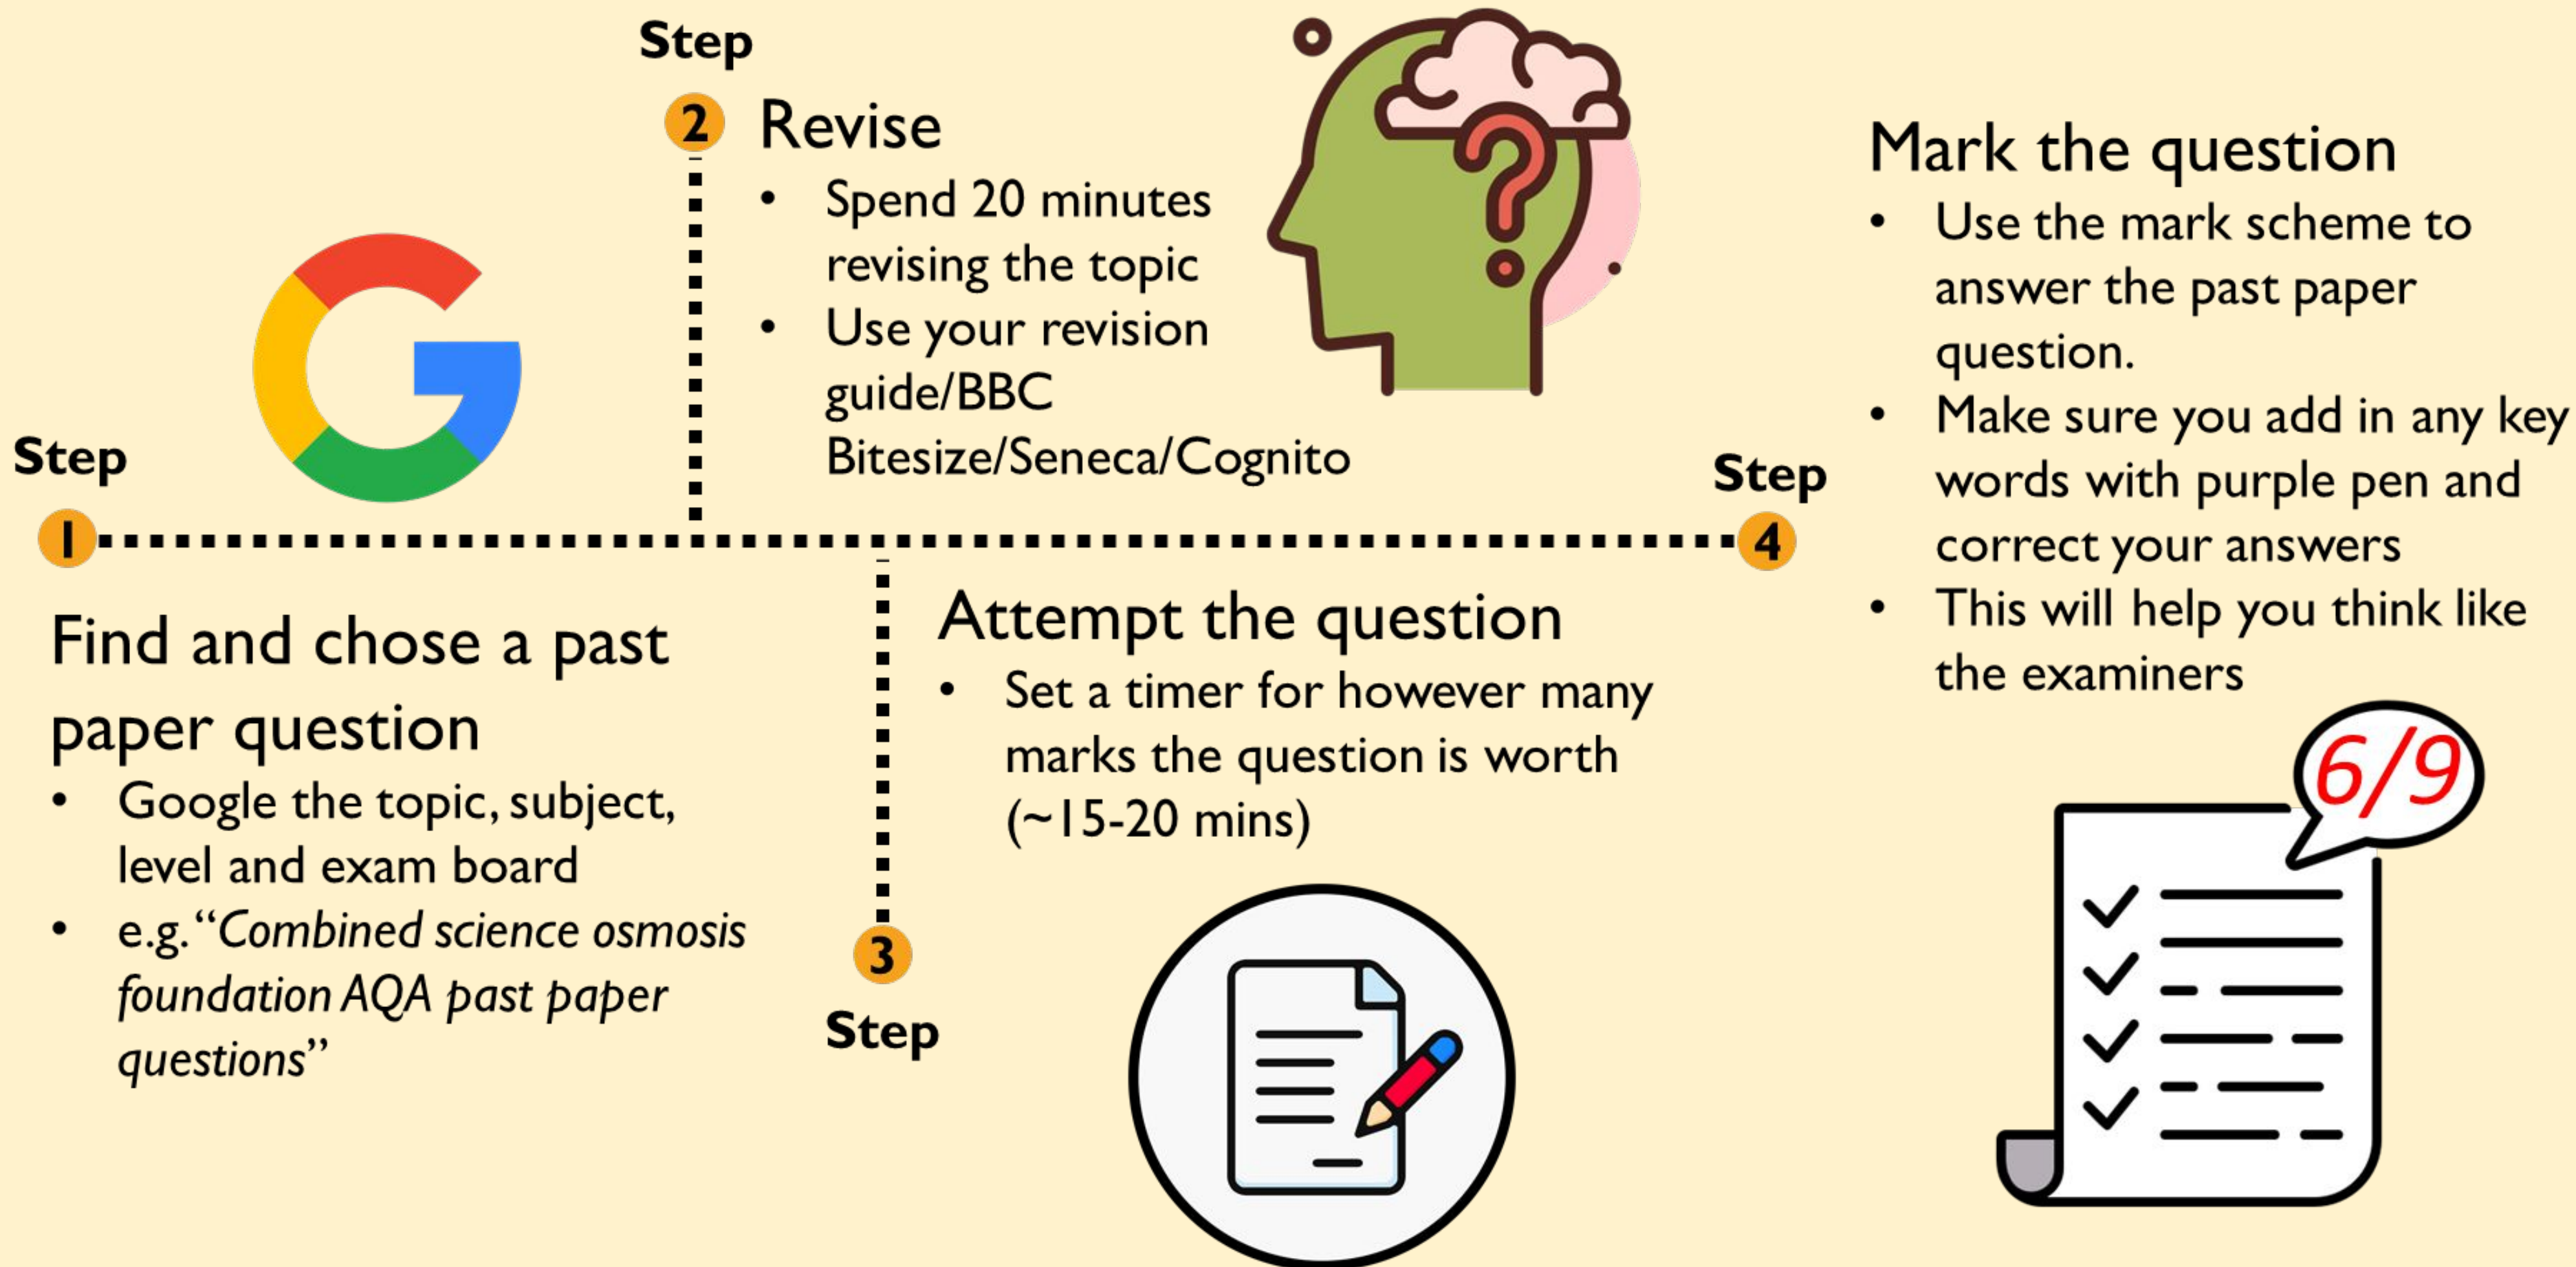 Step
1
Find and chose a past
paper question
• Google the topic, subject,
level and exam board
• e.g. “Combined science osmosis
foundation AQA past paper
questions”
Step
2
Revise
• Spend 20 minutes
revising the topic
• Use your revision
guide/BBC
Bitesize/Seneca/Cognito
?
3
Step
Attempt the question
• Set a timer for however many
marks the question is worth
(~15-20 mins)
Step
4
Mark the question
• Use the mark scheme to
answer the past paper
question.
• Make sure you add in any key
words with purple pen and
correct your answers
• This will help you think like
the examiners
6/9